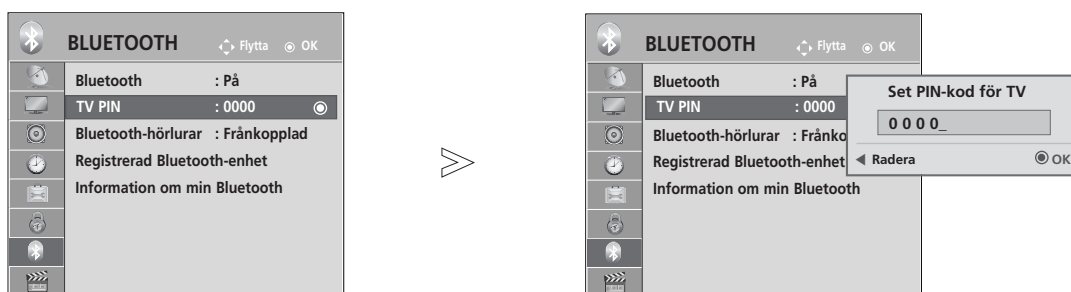 BLUETOOTH Flytta OK
Bluetooth : På
TV PIN : 0000
Bluetooth-hörlurar : Frånkopplad
Registrerad Bluetooth-enhet
Information om min Bluetooth
BLUETOOTH Flytta OK
Bluetooth : På
TV PIN : 0000
Bluetooth-hörlurar : Frånko
Registrerad Bluetooth-enhet
Information om min Bluetooth
Set PIN-kod för TV
0 0 0 0_
Radera OK